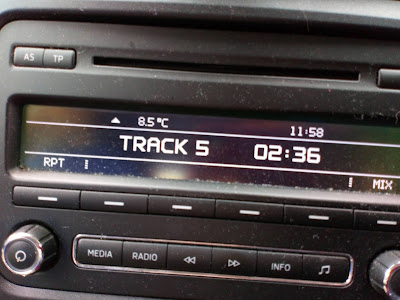 AS TP
8.5°C 11:58
TRACK 5 02:36
RPT MIX
MEDIA RADIO INFO